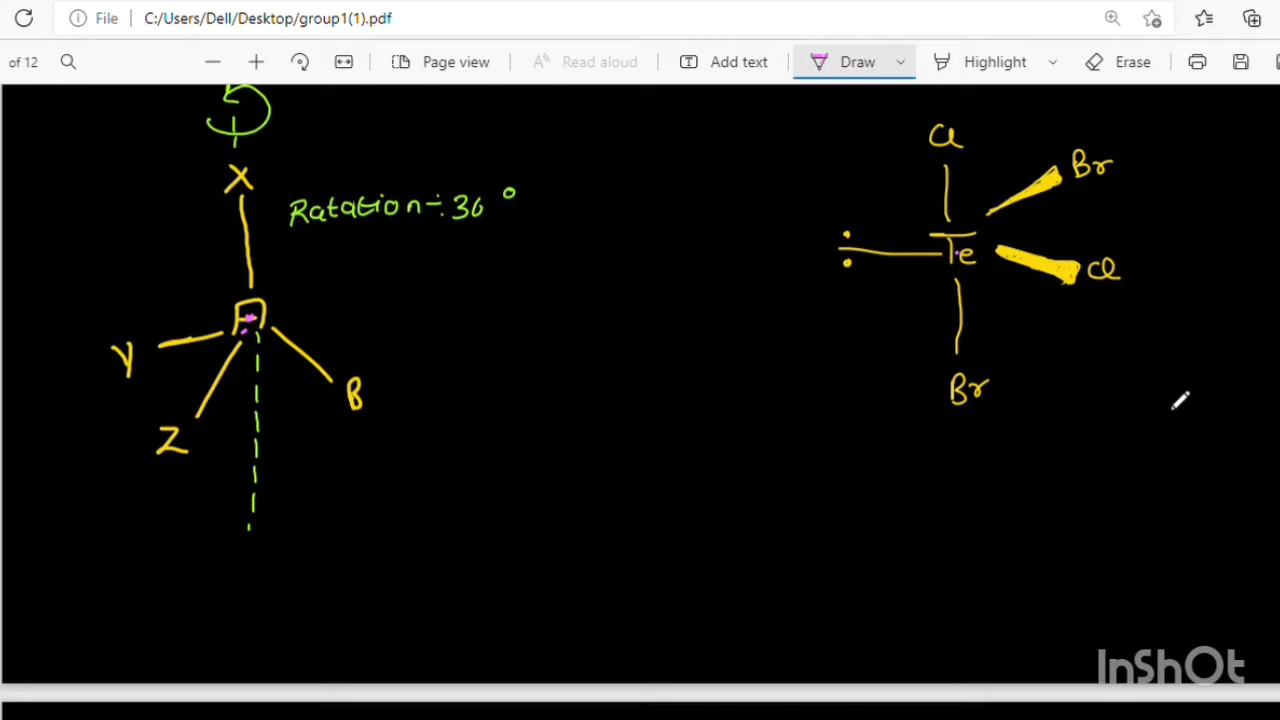 File C:/Users/Dell/Desktop/group1(1).pdf
of 12 Page view Read aloud Add text Draw Highlight Erase
X
Ratation ÷ 36°
Y
Z
B
Cl
Br
Te
Cl
Br
InShOt